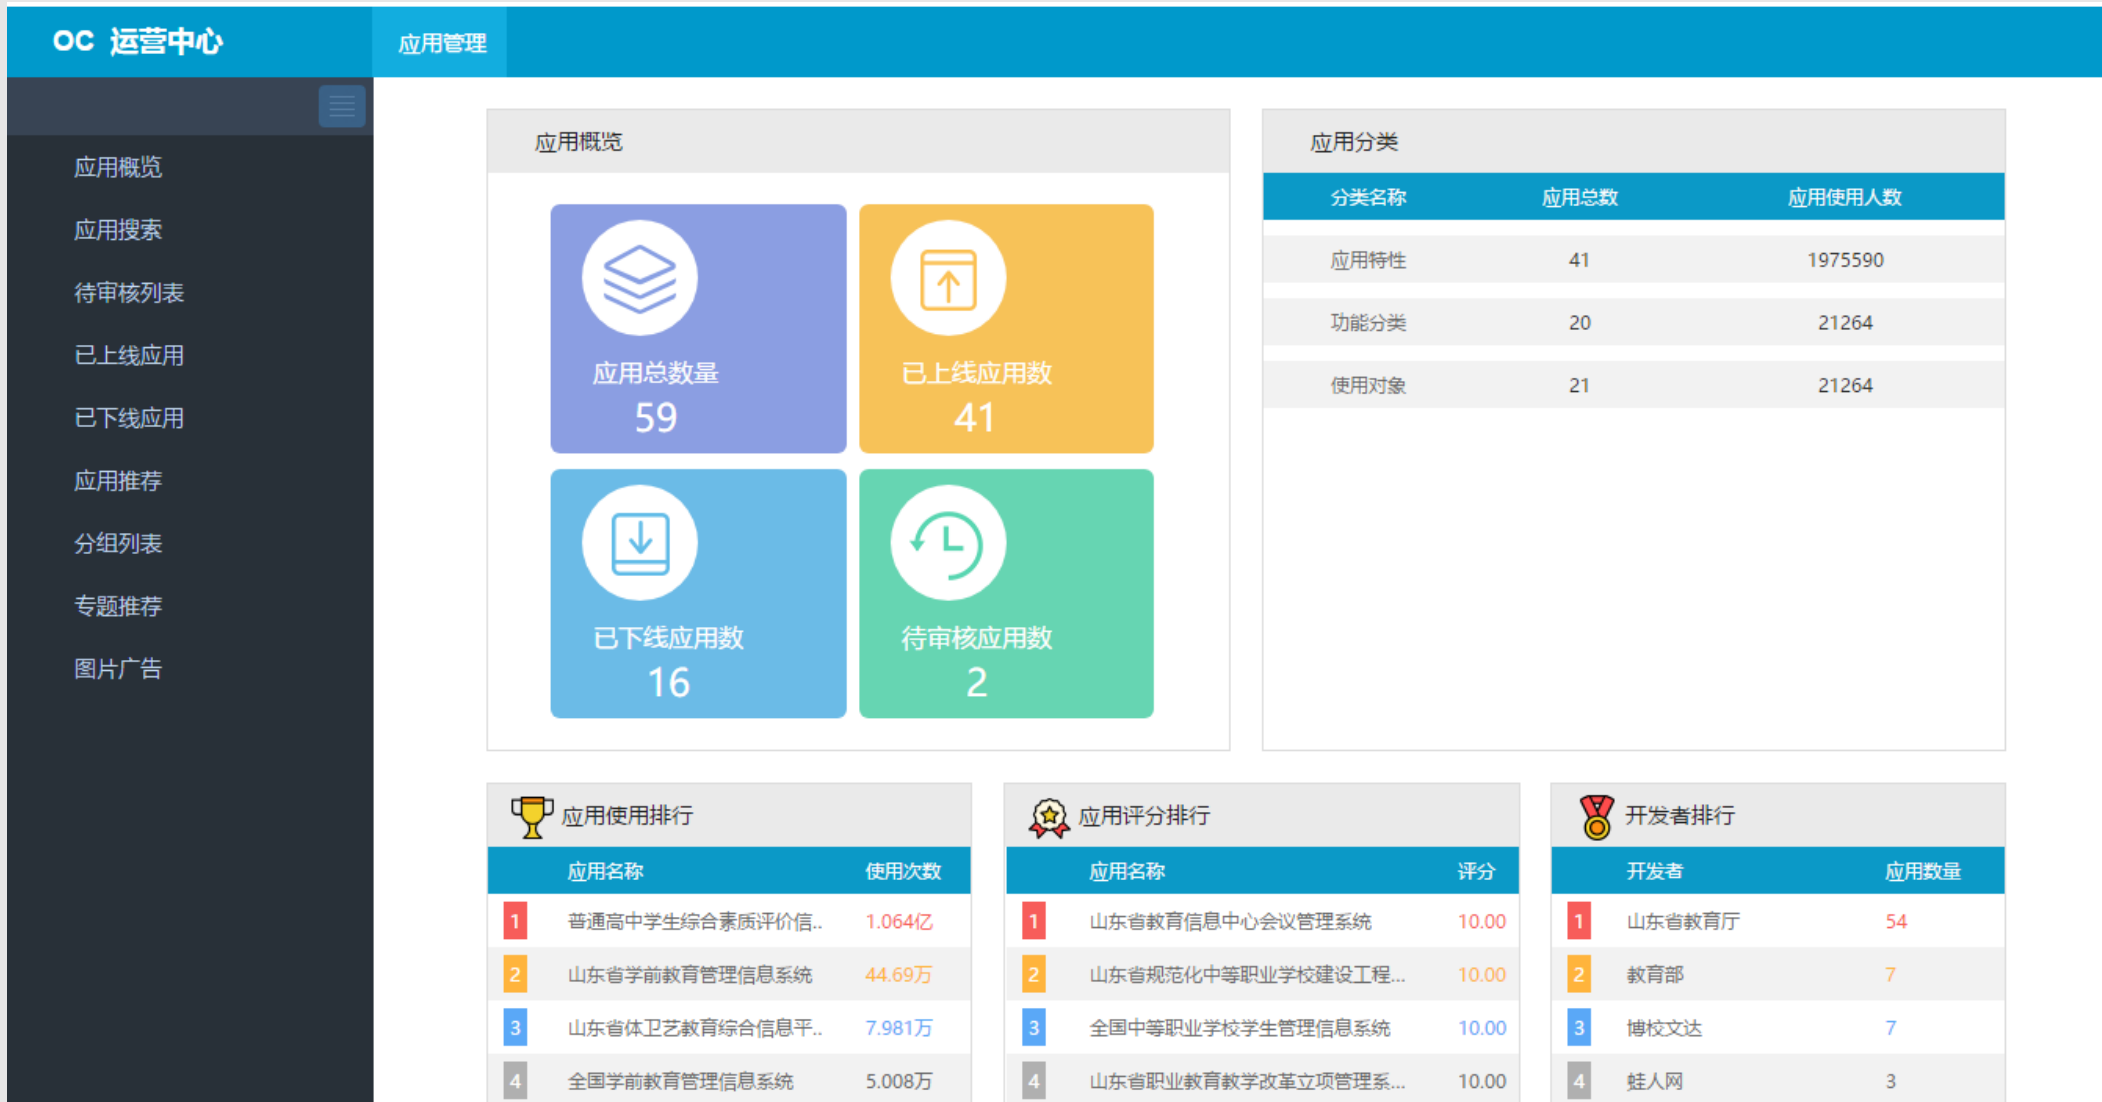 OC 运营中心
应用管理
应用概览
应用搜索
待审核列表
已上线应用
已下线应用
应用推荐
分组列表
专题推荐
图片广告
应用概览
应用总数量
59
已上线应用数
41
已下线应用数
16
待审核应用数
2
应用分类
分类名称 应用总数 应用使用人数
应用特性 41 1975590
功能分类 20 21264
使用对象 21 21264
应用使用排行
应用名称 使用次数
1 普通高中学生综合素质评价信.. 1.064亿
2 山东省学前教育管理信息系统 44.69万
3 山东省体卫艺教育综合信息平.. 7.981万
4 全国学前教育管理信息系统 5.008万
应用评分排行
应用名称 评分
1 山东省教育信息中心会议管理系统 10.00
2 山东省规范化中等职业学校建设工程... 10.00
3 全国中等职业学校学生管理信息系统 10.00
4 山东省职业教育教学改革立项管理系... 10.00
开发者排行
开发者 应用数量
1 山东省教育厅 54
2 教育部 7
3 博校文达 7
4 蛙人网 3